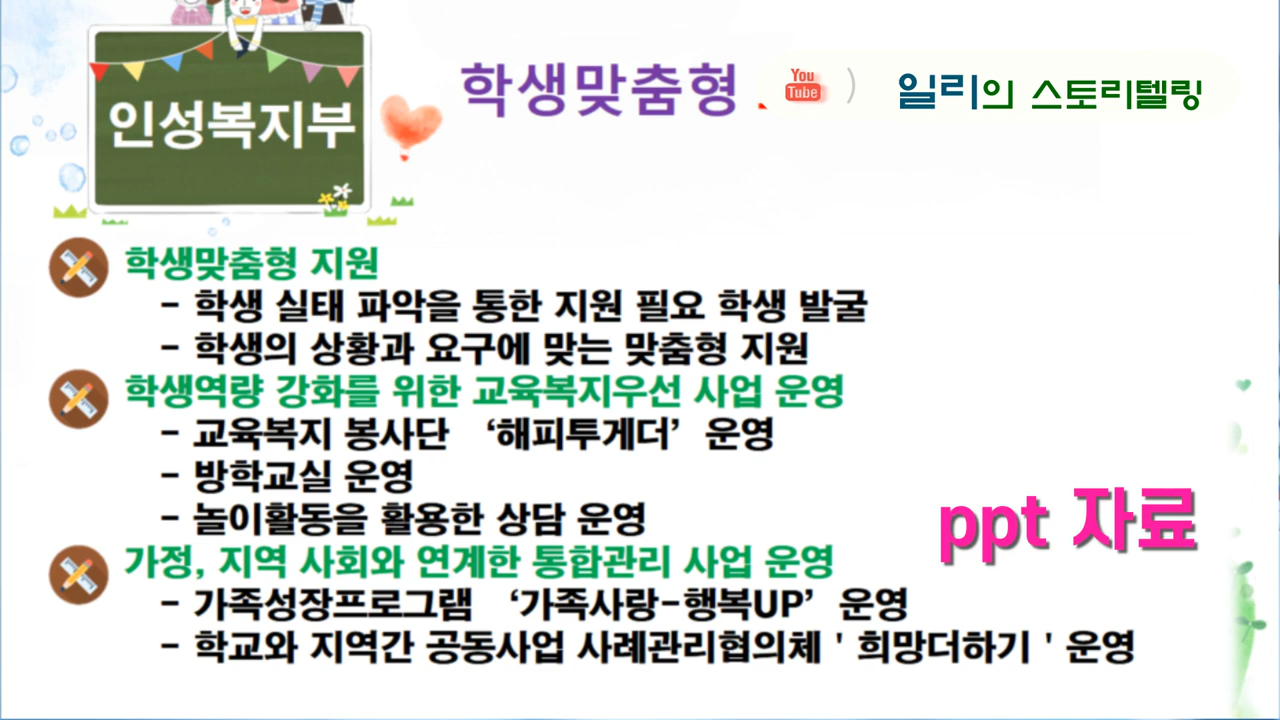 인성복지부
학생맞춤형
You Tube
일리의 스토리텔링
학생맞춤형 지원
- 학생 실태 파악을 통한 지원 필요 학생 발굴
- 학생의 상황과 요구에 맞는 맞춤형 지원
학생역량 강화를 위한 교육복지우선 사업 운영
- 교육복지 봉사단 ‘해피투게더’ 운영
- 방학교실 운영
- 놀이활동을 활용한 상담 운영
ppt 자료
가정, 지역 사회와 연계한 통합관리 사업 운영
- 가족성장프로그램 ‘가족사랑-행복UP’ 운영
- 학교와 지역간 공동사업 사례관리협의체 ' 희망더하기 ' 운영